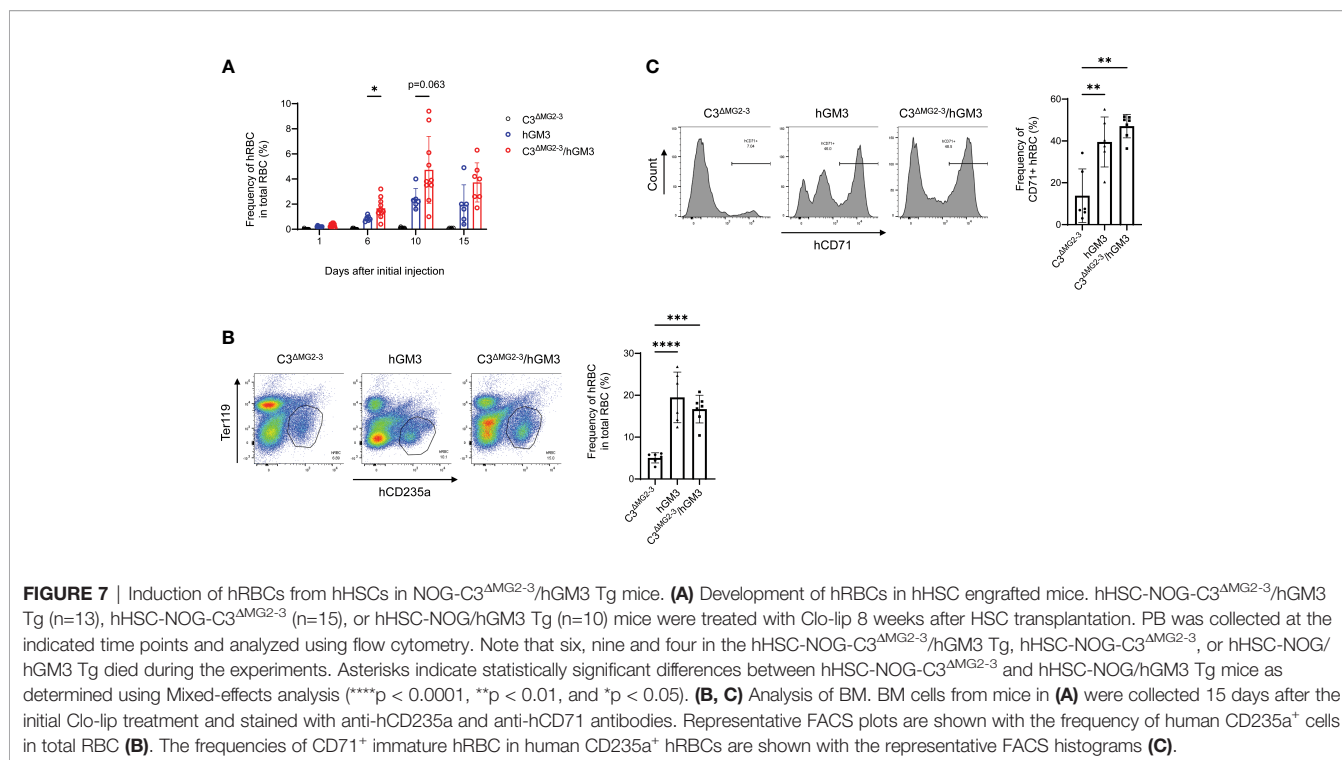 A
*
p=0.063
10
8
6
4
2
0
Frequency of hRBC
in total RBC (%)
C3ΔMG2-3
hGM3
C3ΔMG2-3/hGM3
1 6 10 15
Days after initial injection
C
C3ΔMG2-3 hGM3 C3ΔMG2-3/hGM3
hCD71+
7.04
hCD71+
hCD71+
Count
hCD71
**
**
60
40
20
0
Frequency of
CD71+ hRBC (%)
C3ΔMG2-3
hGM3
C3ΔMG2-3/hGM3
B
C3ΔMG2-3 hGM3 C3ΔMG2-3/hGM3
Ter119
hRBC
hRBC
hRBC
hCD235a
***
****
30
20
10
0
Frequency of hRBC
in total RBC (%)
C3ΔMG2-3
hGM3
C3ΔMG2-3/hGM3
FIGURE 7 | Induction of hRBCs from hHSCs in NOG-C3ΔMG2-3/hGM3 Tg mice. (A) Development of hRBCs in hHSC engrafted mice. hHSC-NOG-C3ΔMG2-3/hGM3
Tg (n=13), hHSC-NOG-C3ΔMG2-3 (n=15), or hHSC-NOG/hGM3 Tg (n=10) mice were treated with Clo-lip 8 weeks after HSC transplantation. PB was collected at the
indicated time points and analyzed using flow cytometry. Note that six, nine and four in the hHSC-NOG-C3ΔMG2-3/hGM3 Tg, hHSC-NOG-C3ΔMG2-3, or hHSC-NOG/
hGM3 Tg died during the experiments. Asterisks indicate statistically significant differences between hHSC-NOG-C3ΔMG2-3 and hHSC-NOG/hGM3 Tg mice as
determined using Mixed-effects analysis (****p < 0.0001, **p < 0.01, and *p < 0.05). (B, C) Analysis of BM. BM cells from mice in (A) were collected 15 days after the
initial Clo-lip treatment and stained with anti-hCD235a and anti-hCD71 antibodies. Representative FACS plots are shown with the frequency of human CD235a+ cells
in total RBC (B). The frequencies of CD71+ immature hRBC in human CD235a+ hRBCs are shown with the representative FACS histograms (C).